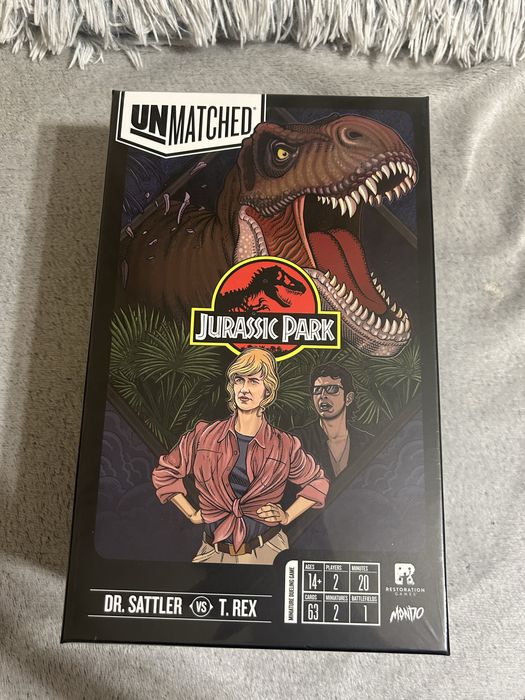 UNMATCHED
JURASSIC PARK
DR. SATTLER VS T. REX
MINIATURE DUELING GAME
AGES PLAYERS MINUTES
14+ 2 20
CARDS MINIATURES BATTLEFIELDS
63 2 1
RESTORATION
GAMES
MONDO